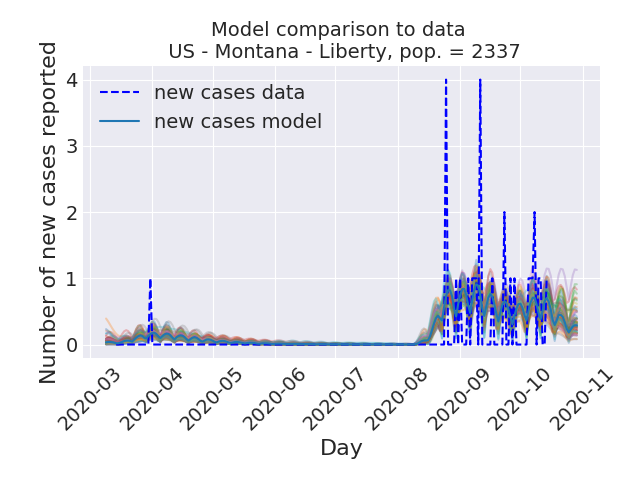 Model comparison to data
US - Montana - Liberty, pop. = 2337
Number of new cases reported
4
3
2
1
0
new cases data
new cases model
2020-03
2020-04
2020-05
2020-06
2020-07
2020-08
2020-09
2020-10
2020-11
Day